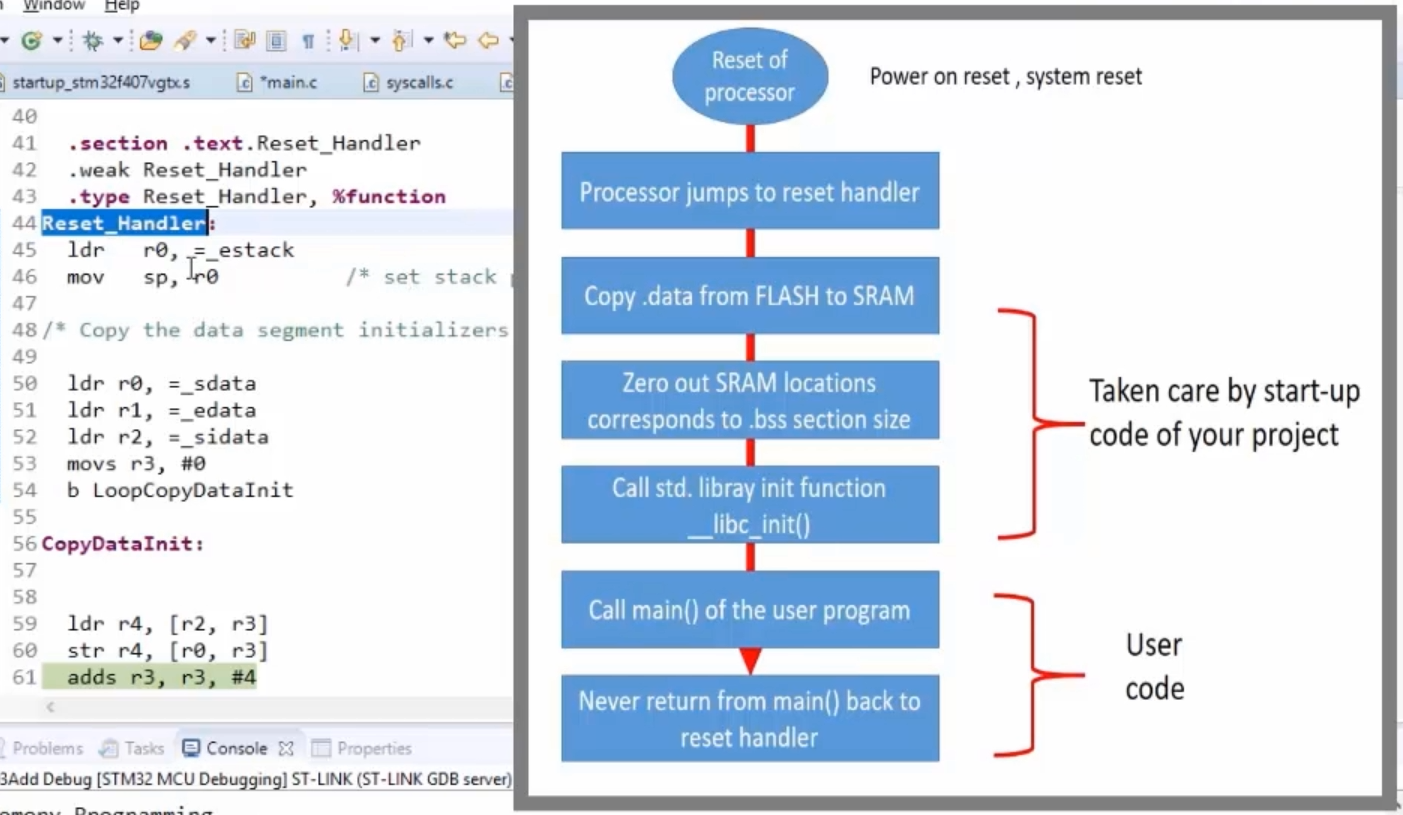 Window Help
startup_stm32f407vgtx.s
*main.c
syscalls.c
40
41 .section .text.Reset_Handler
42 .weak Reset_Handler
43 .type Reset_Handler, %function
44 Reset_Handler:
45 ldr r0, =_estack
46 mov sp, r0 /* set stack
47
48 /* Copy the data segment initializers
49
50 ldr r0, =_sdata
51 ldr r1, =_edata
52 ldr r2, =_sidata
53 movs r3, #0
54 b LoopCopyDataInit
55
56 CopyDataInit:
57
58
59 ldr r4, [r2, r3]
60 str r4, [r0, r3]
61 adds r3, r3, #4
Problems Tasks Console Properties
3Add Debug [STM32 MCU Debugging] ST-LINK (ST-LINK GDB server)
Programming
Reset of
processor
Power on reset , system reset
Processor jumps to reset handler
Copy .data from FLASH to SRAM
Zero out SRAM locations
corresponds to .bss section size
Call std. libray init function
__libc_init()
Taken care by start-up
code of your project
Call main() of the user program
Never return from main() back to
reset handler
User
code